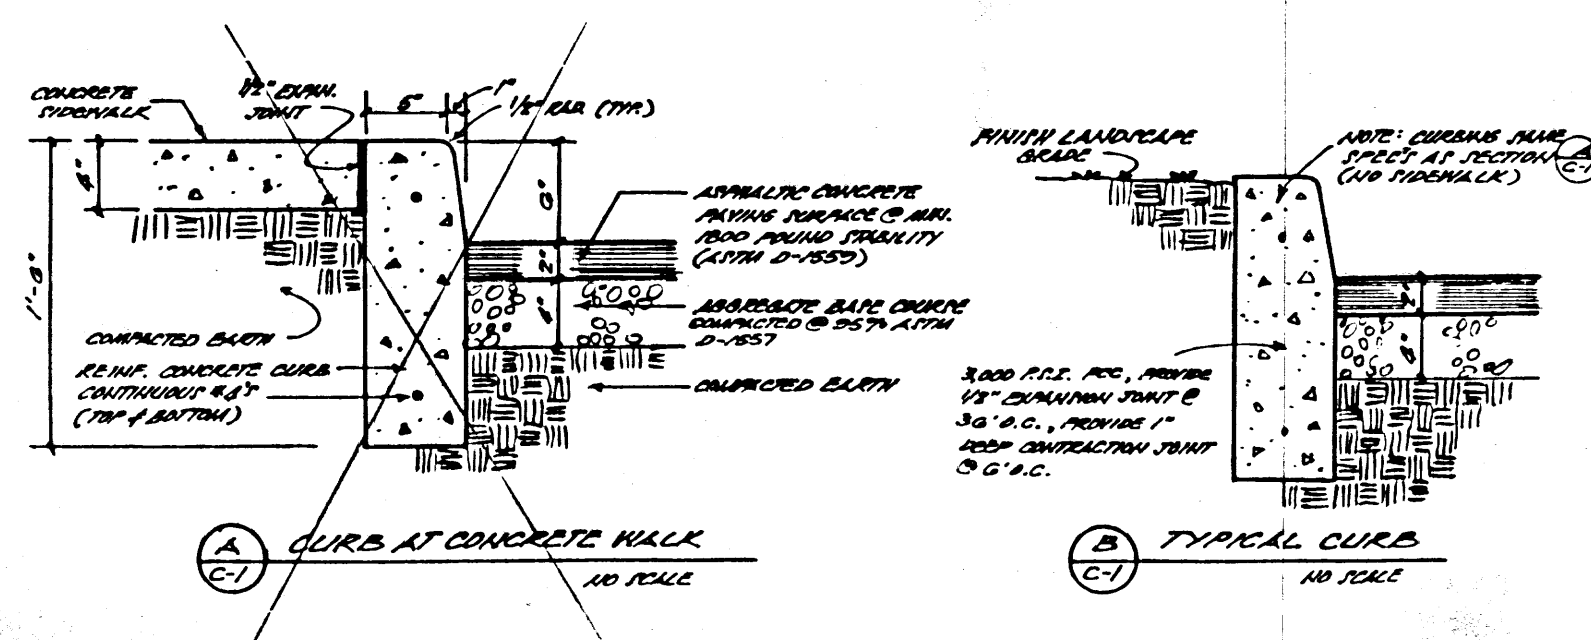 CONCRETE
SIDEWALK
1/2" EXPAN.
JOINT
5"
1"
1/2" RAD. (TYP.)
4"
1'-6"
6"
2"
4"
ASPHALTIC CONCRETE
PAVING SURFACE @ MIN.
1800 POUND STABILITY
(ASTM D-1559)
AGGREGATE BASE COURSE
COMPACTED @ 95% ASTM
D-1557
COMPACTED EARTH
COMPACTED EARTH
REINF. CONCRETE CURB
CONTINUOUS
(TOP & BOTTOM)
A
C-1
CURB AT CONCRETE WALK
NO SCALE
FINISH LANDSCAPE
GRADE
NOTE: CURBING SAME
SPEC'S AS SECTION
(NO SIDEWALK)
A
C-1
2"
4"
3,000 P.S.I. PCC, PROVIDE
EXPANSION JOINT @
36' O.C., PROVIDE 1"
DEEP CONTRACTION JOINT
@ 6' O.C.
B
C-1
TYPICAL CURB
NO SCALE